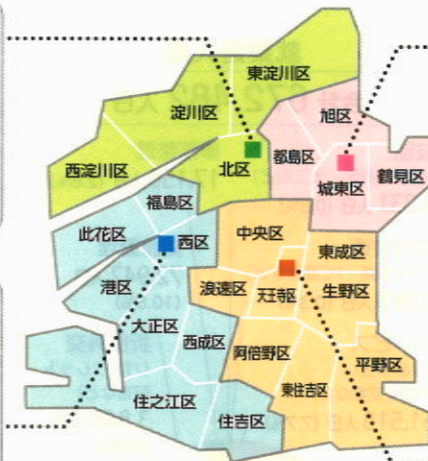 東淀川区
淀川区
旭区
西淀川区
北区
都島区
城東区
鶴見区
福島区
此花区
西区
中央区
東成区
港区
浪速区
天王寺区
生野区
大正区
西成区
阿倍野区
平野区
東住吉区
住之江区
住吉区